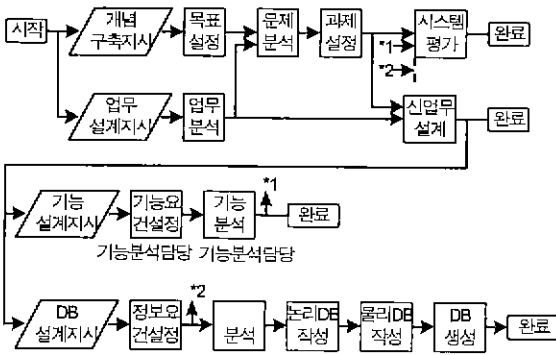 시작
개념
구축지시
목표
설정
문제
분석
과제
설정
시스템
평가
완료
*1
*2
업무
설계지시
업무
분석
신업무
설계
완료
기능
설계지시
기능요
건설정
기능
분석
*1
완료
기능분석담당 기능분석담당
DB
설계지시
정보요
건설정
*2
분석
논리DB
작성
물리DB
작성
DB
생성
완료